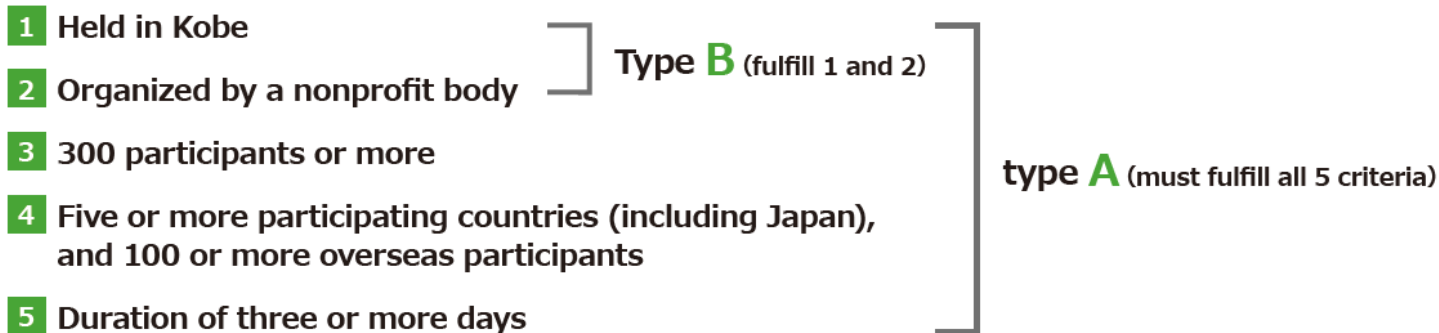 1 Held in Kobe
2 Organized by a nonprofit body
Type B (fulfill 1 and 2)
3 300 participants or more
4 Five or more participating countries (including Japan),
and 100 or more overseas participants
5 Duration of three or more days
type A (must fulfill all 5 criteria)